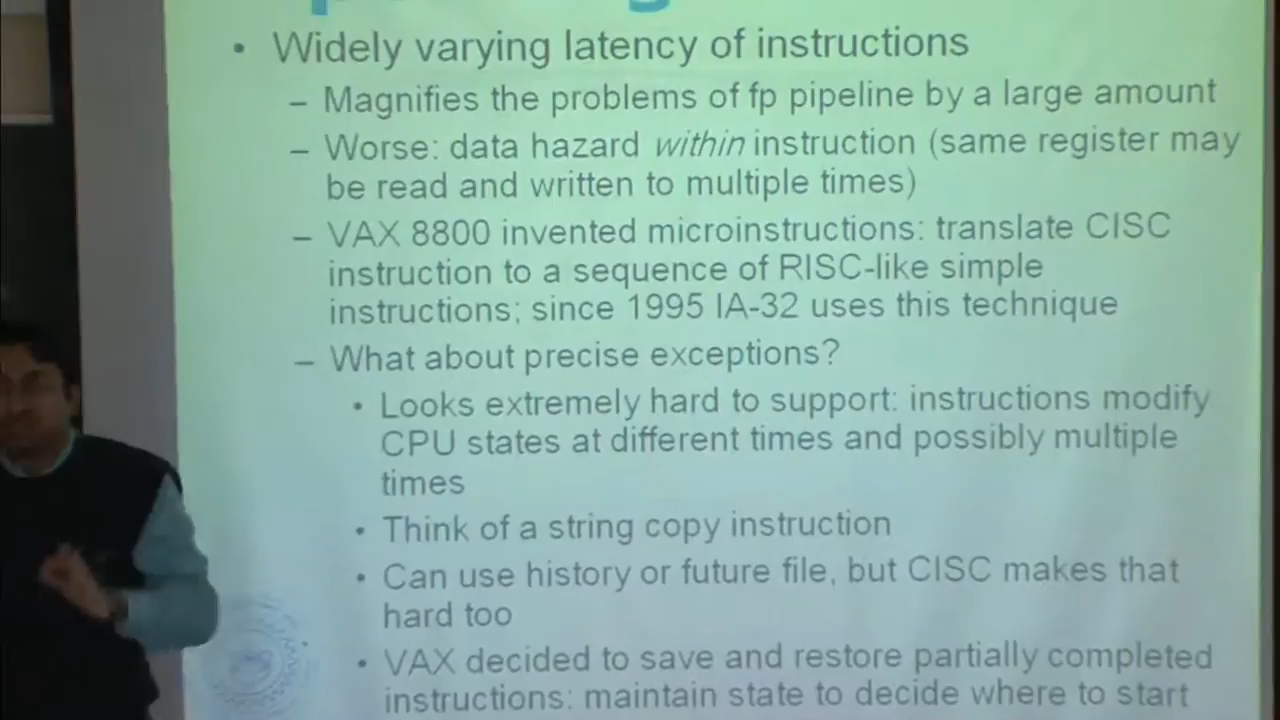 • Widely varying latency of instructions
– Magnifies the problems of fp pipeline by a large amount
– Worse: data hazard within instruction (same register may
be read and written to multiple times)
– VAX 8800 invented microinstructions: translate CISC
instruction to a sequence of RISC-like simple
instructions; since 1995 IA-32 uses this technique
– What about precise exceptions?
• Looks extremely hard to support: instructions modify
CPU states at different times and possibly multiple
times
• Think of a string copy instruction
• Can use history or future file, but CISC makes that
hard too
• VAX decided to save and restore partially completed
instructions: maintain state to decide where to start